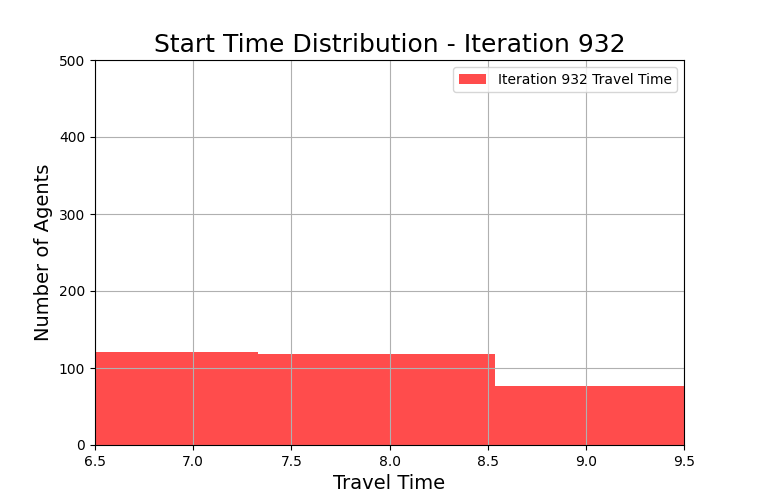 Start Time Distribution - Iteration 932
Iteration 932 Travel Time
Number of Agents
500
400
300
200
100
0
6.5 7.0 7.5 8.0 8.5 9.0 9.5
Travel Time